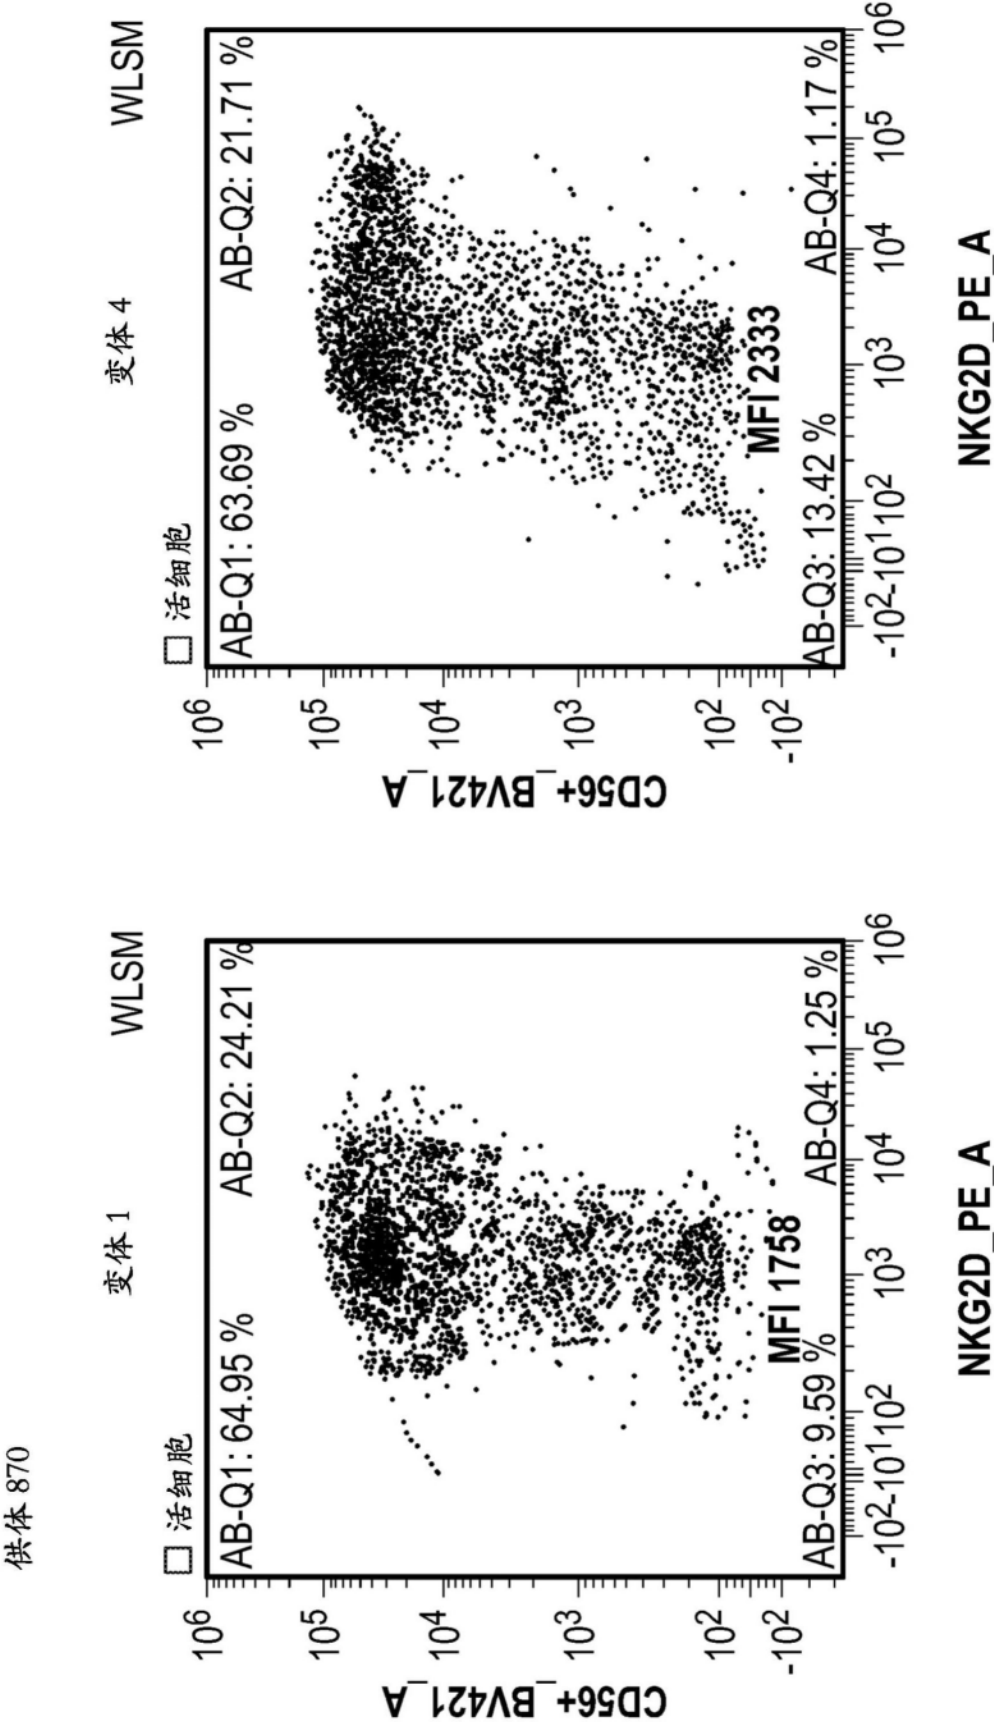 供体 870
变体 1
WLSM
活细胞
AB-Q1: 64.95 %
AB-Q2: 24.21 %
10⁶
10⁵
10⁴
10³
10²
-10²
CD56+_BV421_A
MFI 1758
AB-Q3: 9.59 %
AB-Q4: 1.25 %
-10²-10¹10²
10³
10⁴
10⁵
10⁶
NKG2D_PE_A
变体 4
WLSM
活细胞
AB-Q1: 63.69 %
AB-Q2: 21.71 %
10⁶
10⁵
10⁴
10³
10²
-10²
CD56+_BV421_A
MFI 2333
AB-Q3: 13.42 %
AB-Q4: 1.17 %
-10²-10¹10²
10³
10⁴
10⁵
10⁶
NKG2D_PE_A